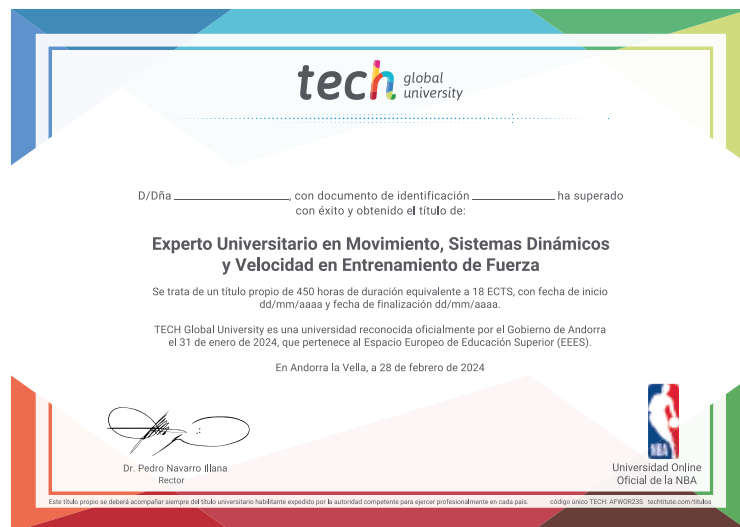 tech global
university
D/Dña ____________________, con documento de identificación ______________ ha superado
con éxito y obtenido el título de:
Experto Universitario en Movimiento, Sistemas Dinámicos
y Velocidad en Entrenamiento de Fuerza
Se trata de un título propio de 450 horas de duración equivalente a 18 ECTS, con fecha de inicio
dd/mm/aaaa y fecha de finalización dd/mm/aaaa.
TECH Global University es una universidad reconocida oficialmente por el Gobierno de Andorra
el 31 de enero de 2024, que pertenece al Espacio Europeo de Educación Superior (EEES).
En Andorra la Vella, a 28 de febrero de 2024
NBA
Dr. Pedro Navarro Illana
Rector
Universidad Online
Oficial de la NBA
Este título propio se deberá acompañar siempre del título universitario habilitante expedido por la autoridad competente para ejercer profesionalmente en cada país. código único TECH: AFWOR23S techtitute.com/titulos